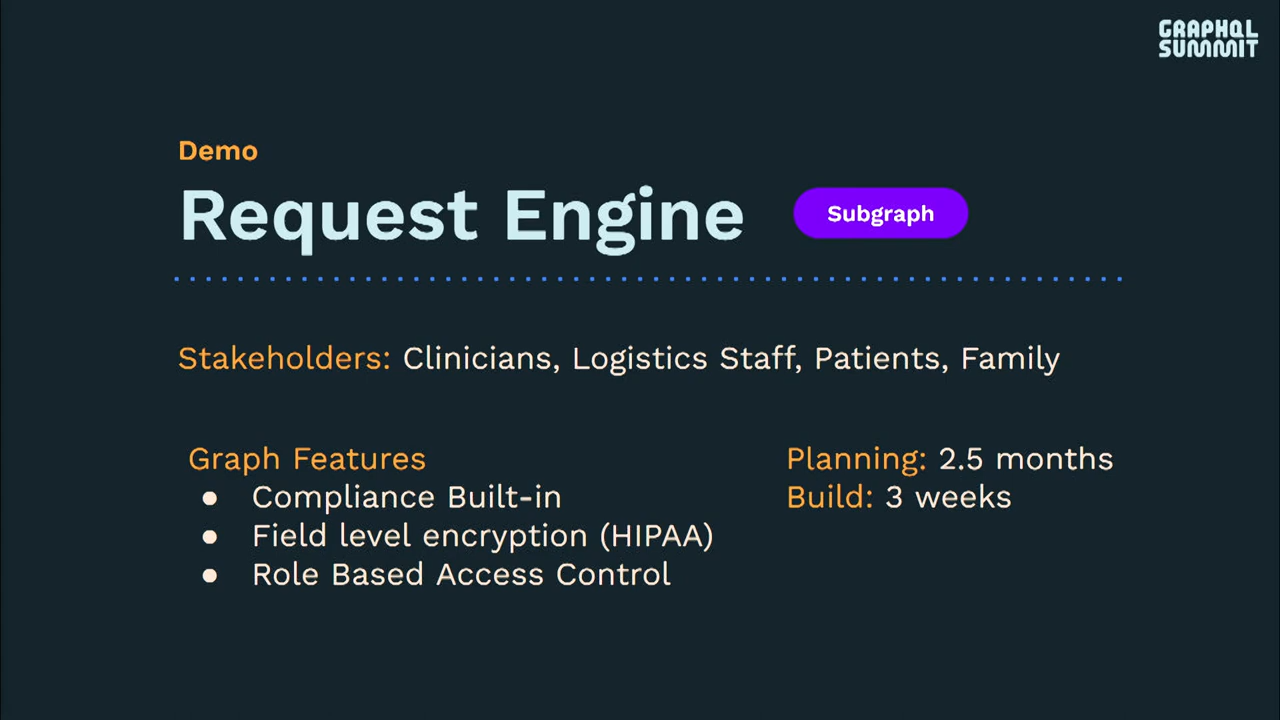 GRAPHQL
SUMMIT
Demo
Request Engine
Subgraph
Stakeholders: Clinicians, Logistics Staff, Patients, Family
Graph Features
● Compliance Built-in
● Field level encryption (HIPAA)
● Role Based Access Control
Planning: 2.5 months
Build: 3 weeks